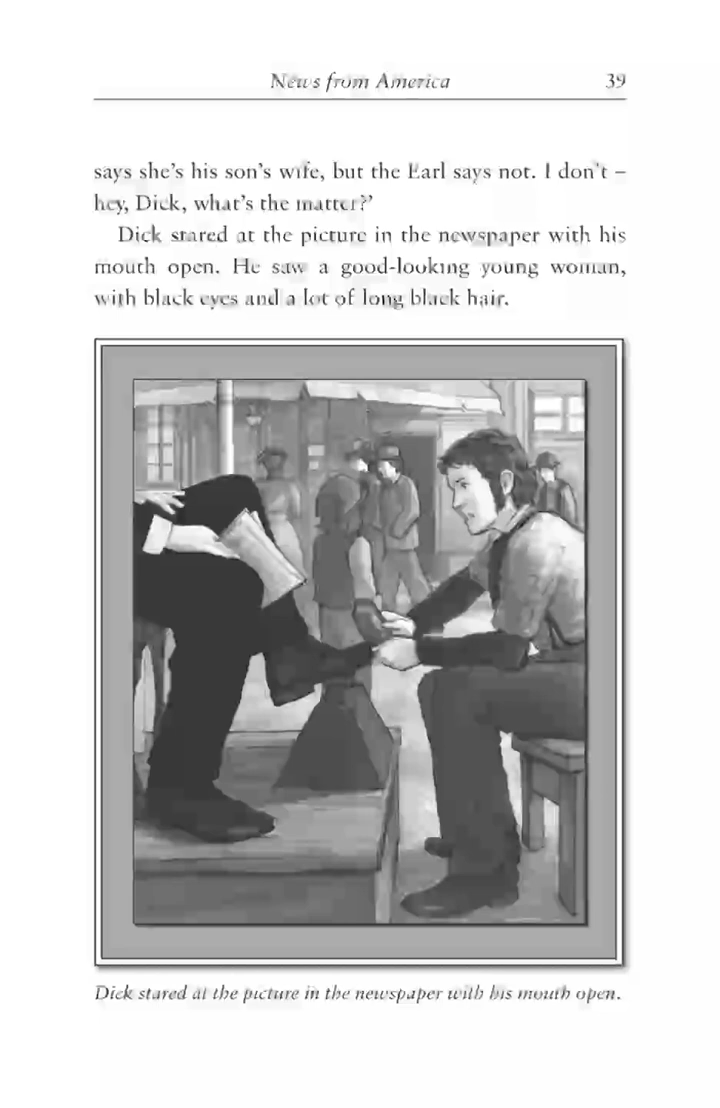 News from America 39
says she's his son's wife, but the Earl says not. I don't –
hey, Dick, what's the matter?'
Dick stared at the picture in the newspaper with his
mouth open. He saw a good-looking young woman,
with black eyes and a lot of long black hair.
Dick stared at the picture in the newspaper with his mouth open.